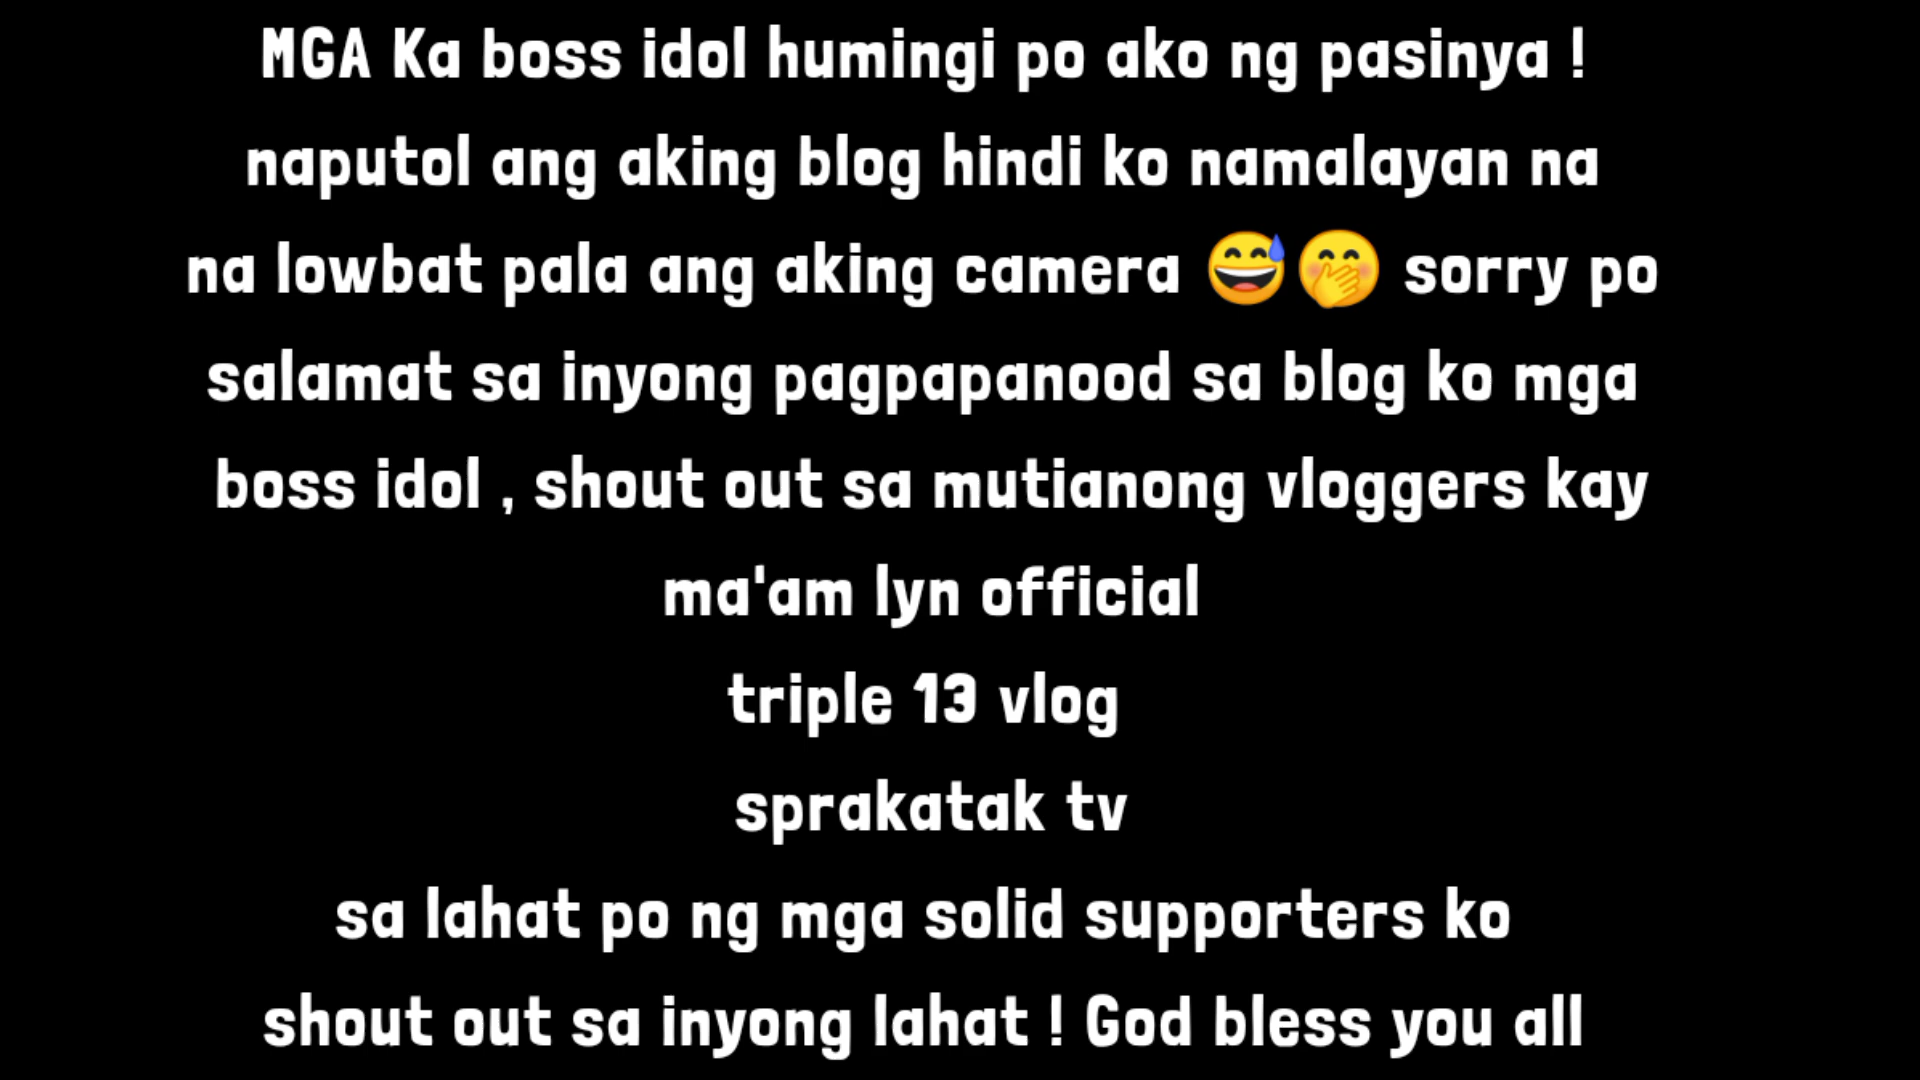 MGA Ka boss idol humingi po ako ng pasinya !
naputol ang aking blog hindi ko namalayan na
na lowbat pala ang aking camera 😅🤭 sorry po
salamat sa inyong pagpapanood sa blog ko mga
boss idol , shout out sa mutianong vloggers kay
ma'am lyn official
triple 13 vlog
sprakatak tv
sa lahat po ng mga solid supporters ko
shout out sa inyong lahat ! God bless you all